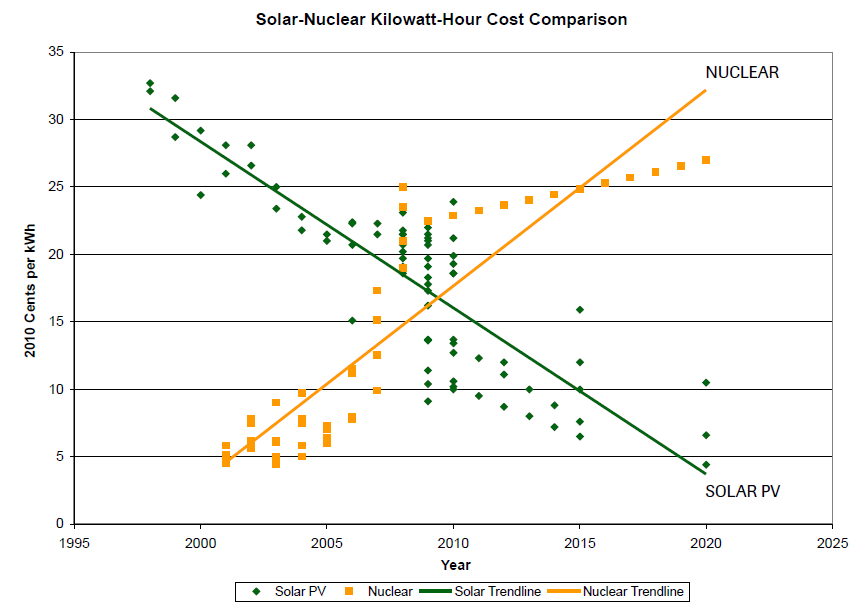 Solar-Nuclear Kilowatt-Hour Cost Comparison
35
NUCLEAR
30
25
20
2010 Cents per kWh
15
10
5
SOLAR PV
0
1995 2000 2005 2010 2015 2020 2025
Year
Solar PV Nuclear Solar Trendline Nuclear Trendline